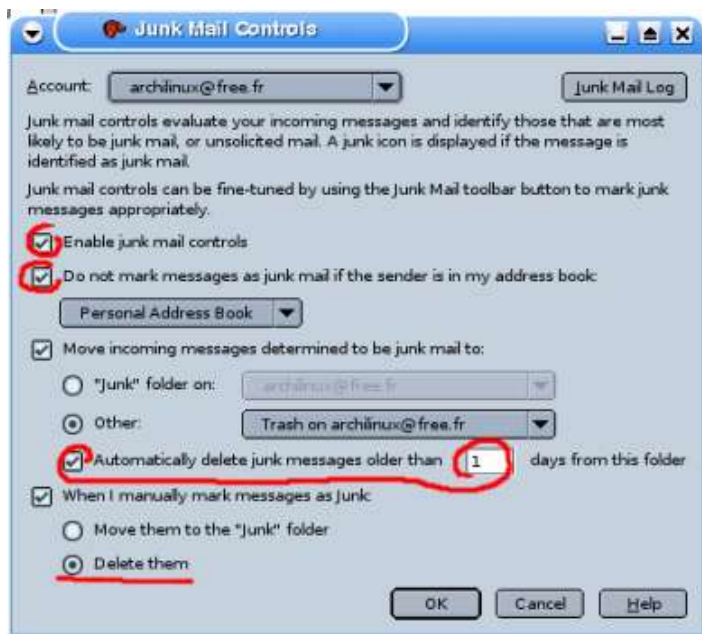 Junk Mail Controls
Account: archilinux@free.fr Junk Mail Log
Junk mail controls evaluate your incoming messages and identify those that are most
likely to be junk mail, or unsolicited mail. A junk icon is displayed if the message is
identified as junk mail.
Junk mail controls can be fine-tuned by using the Junk Mail toolbar button to mark junk
messages appropriately.
Enable junk mail controls
Do not mark messages as junk mail if the sender is in my address book:
Personal Address Book
Move incoming messages determined to be junk mail to:
"Junk" folder on: archilinux@free.fr
Other: Trash on archilinux@free.fr
Automatically delete junk messages older than 1 days from this folder
When I manually mark messages as Junk:
Move them to the "Junk" folder
Delete them
OK Cancel Help